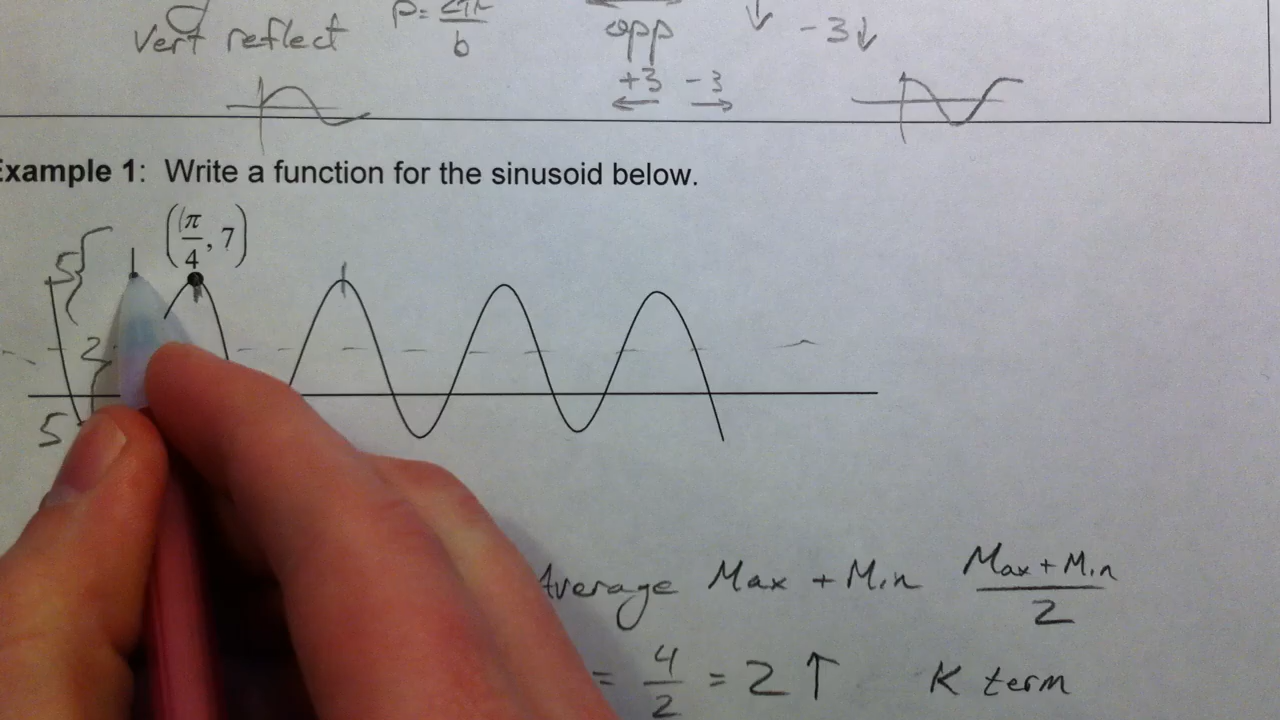 Vert reflect P= 2π/b opp ↓ -3↓
+3 -3
← →
Example 1: Write a function for the sinusoid below.
(π/4, 7)
5
2
5
Average Max + Min (Max + Min)/2
= 4/2 = 2 ↑ K term